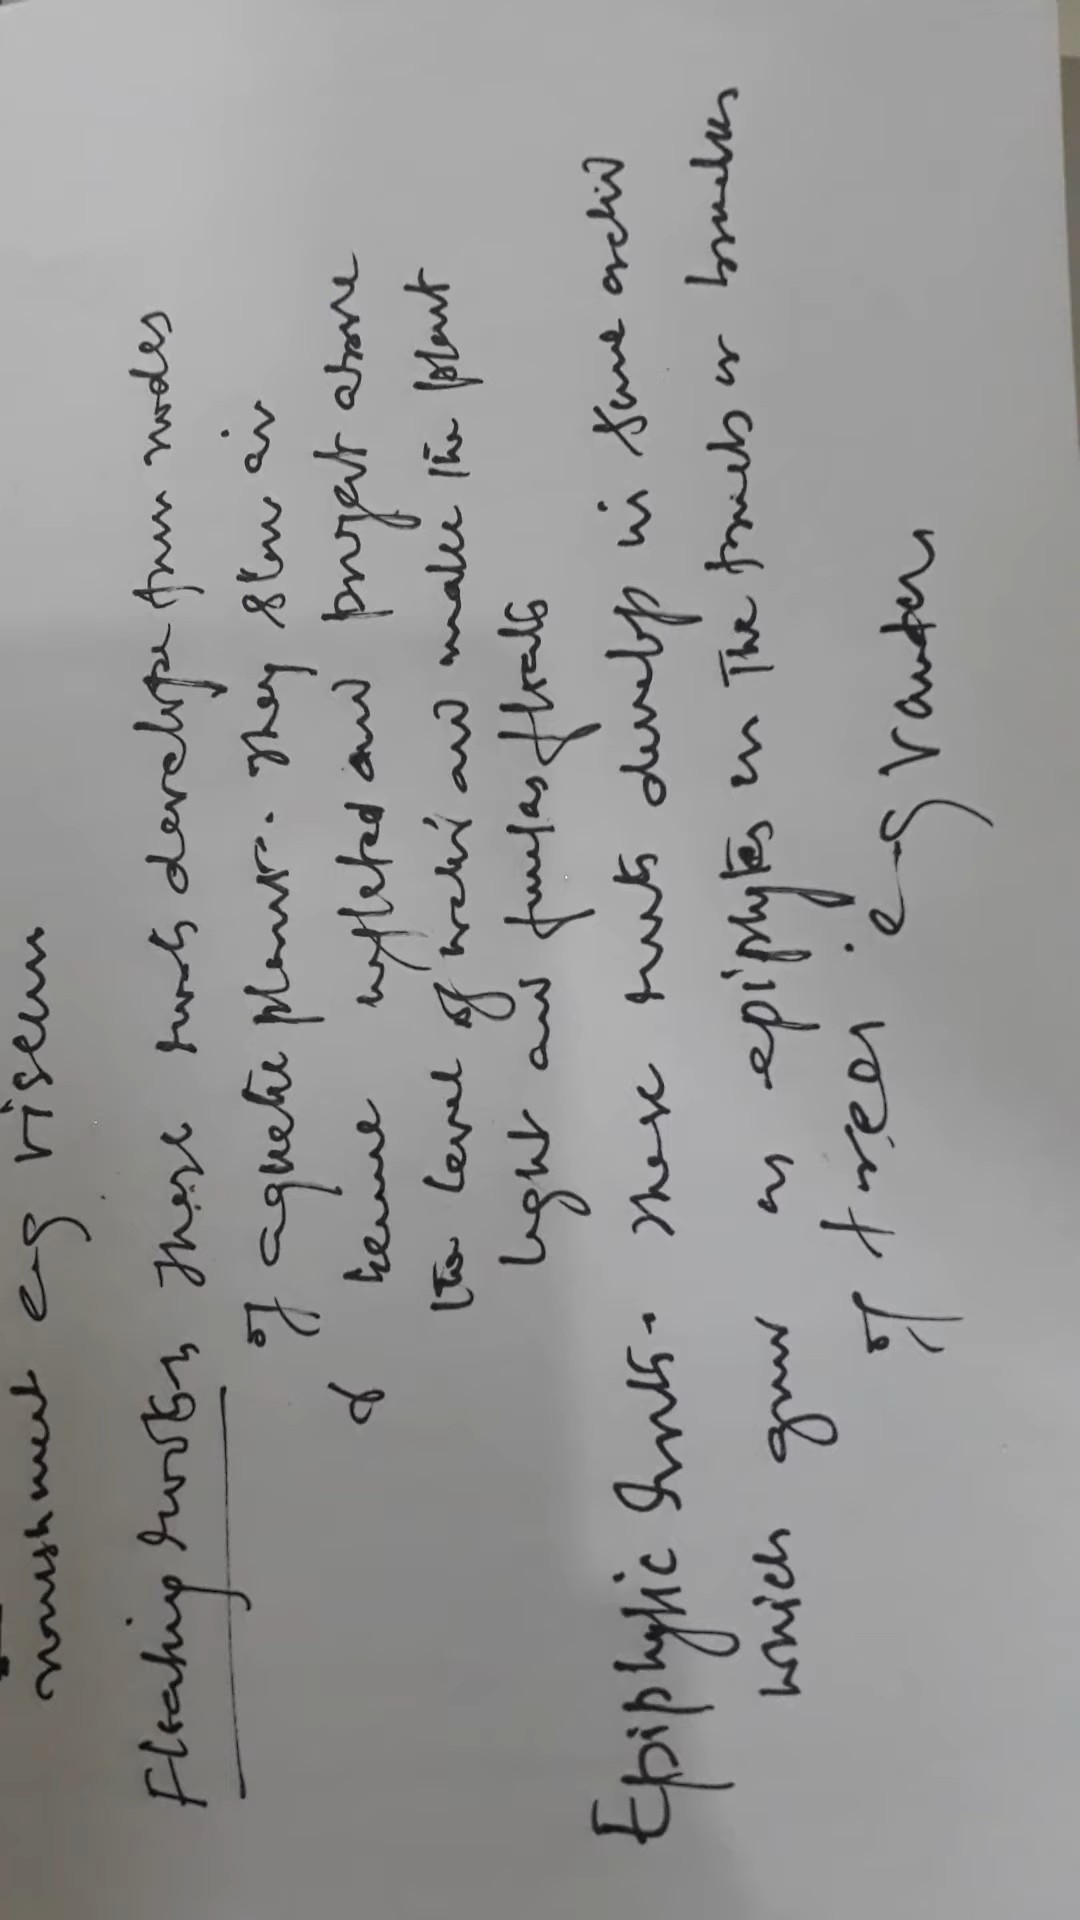 nourishment e-g viscum
Floating roots These roots develope from nodes
of aquatic plants. They store air
& become inflated and project above
the level of water and make the plant
light and floats
Epiphytic roots. These roots develop in some orchid
which grow as epiphytes on The trunks or branches
of trees. e-g Vanda